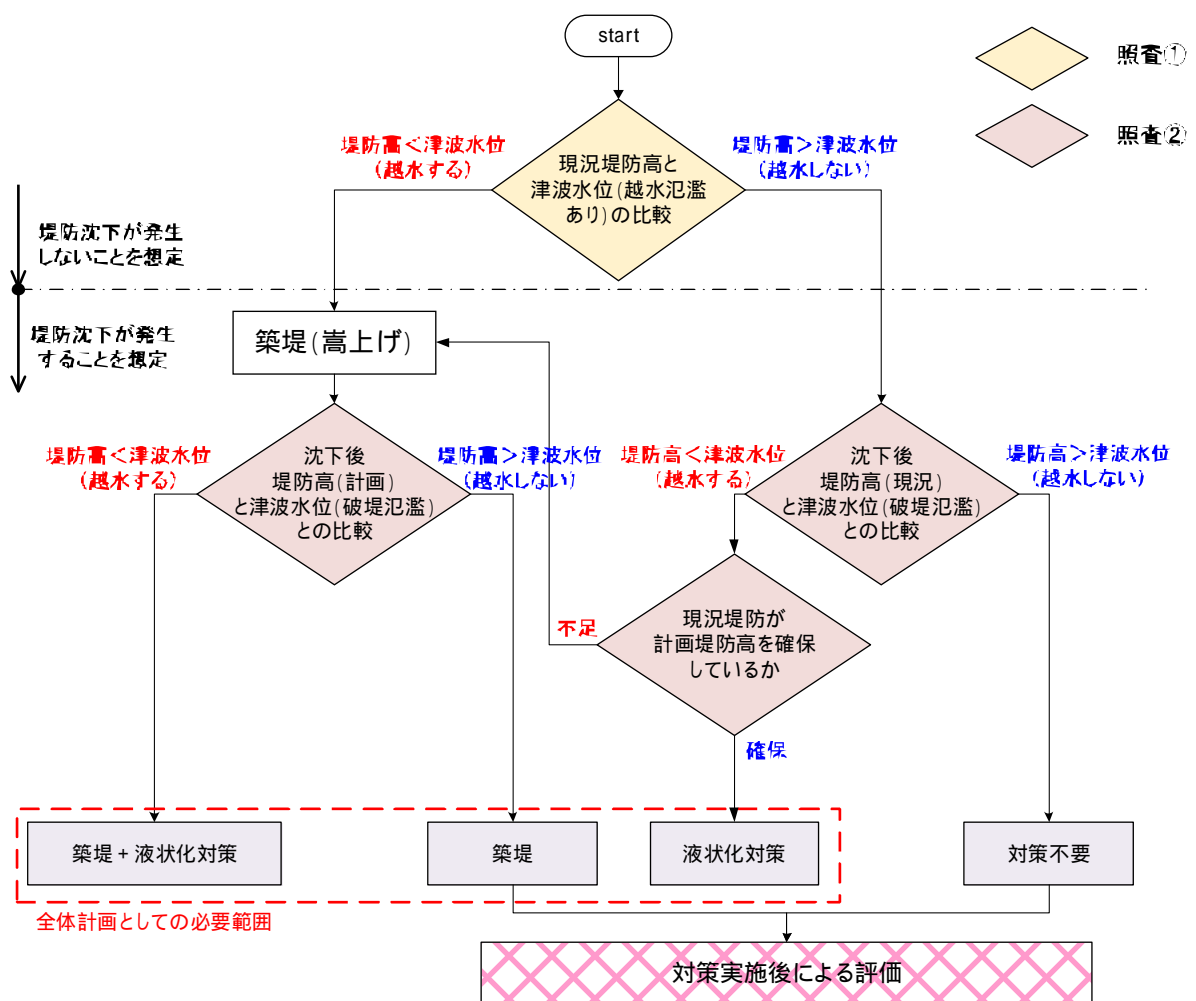 start
照査①
照査②
堤防高＜津波水位
(越水する)
堤防高＞津波水位
(越水しない)
現況堤防高と
津波水位(越水氾濫
あり)の比較
堤防沈下が発生
しないことを想定
堤防沈下が発生
することを想定
築堤(嵩上げ)
堤防高＜津波水位
(越水する)
沈下後
堤防高(計画)
と津波水位(破堤氾濫)
との比較
堤防高＞津波水位
(越水しない)
堤防高＜津波水位
(越水する)
沈下後
堤防高(現況)
と津波水位(破堤氾濫)
との比較
堤防高＞津波水位
(越水しない)
不足
現況堤防が
計画堤防高を確保
しているか
確保
築堤+液状化対策
築堤
液状化対策
対策不要
全体計画としての必要範囲
対策実施後による評価